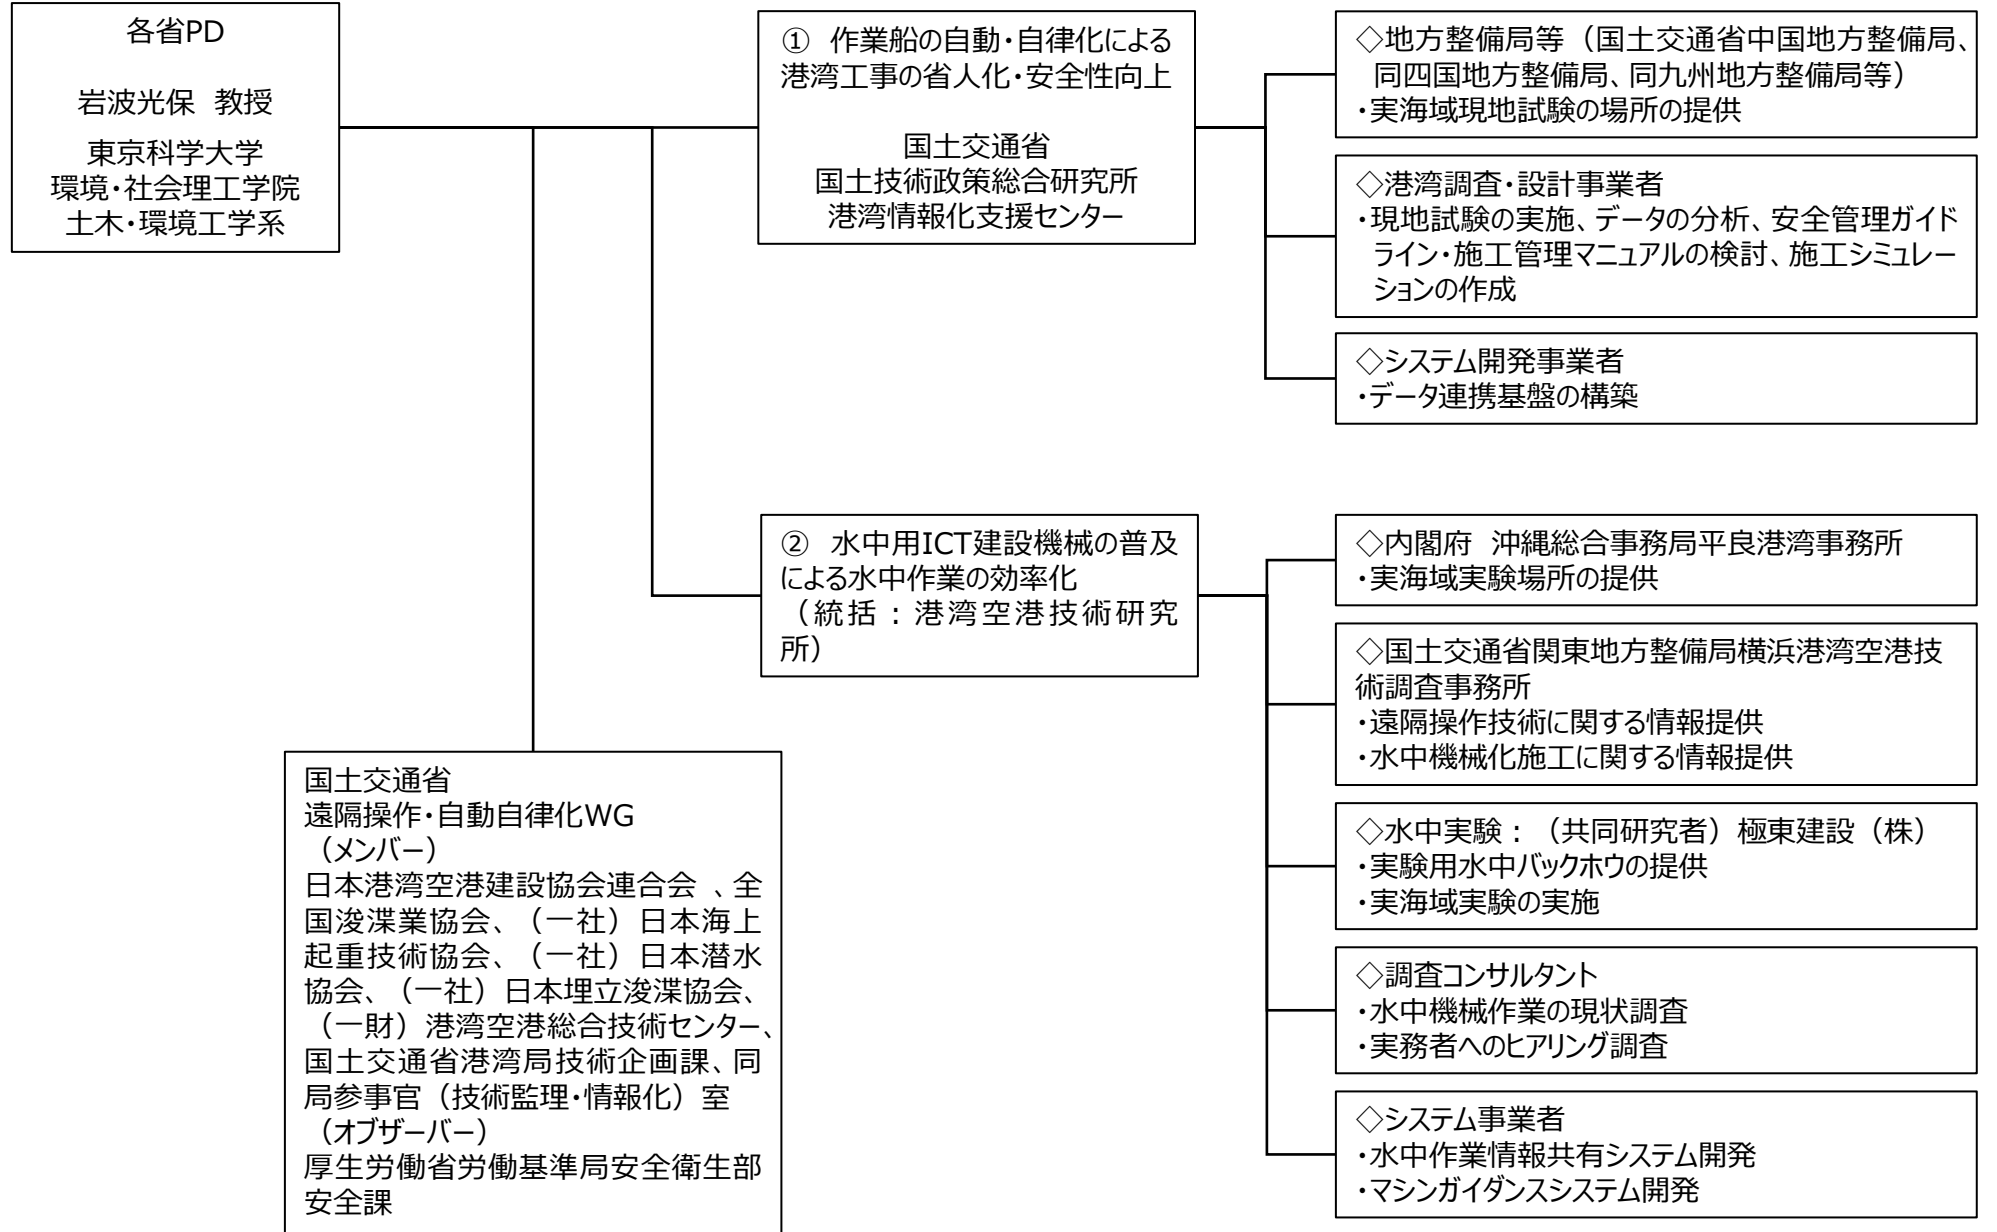 各省PD
岩波光保 教授
東京科学大学
環境・社会理工学院
土木・環境工学系
① 作業船の自動・自律化による
港湾工事の省人化・安全性向上
国土交通省
国土技術政策総合研究所
港湾情報化支援センター
◇地方整備局等（国土交通省中国地方整備局、
同四国地方整備局、同九州地方整備局等）
・実海域現地試験の場所の提供
◇港湾調査・設計事業者
・現地試験の実施、データの分析、安全管理ガイド
ライン・施工管理マニュアルの検討、施工シミュレー
ションの作成
◇システム開発事業者
・データ連携基盤の構築
② 水中用ICT建設機械の普及
による水中作業の効率化
（統括：港湾空港技術研究
所）
◇内閣府 沖縄総合事務局平良港湾事務所
・実海域実験場所の提供
◇国土交通省関東地方整備局横浜港湾空港技
術調査事務所
・遠隔操作技術に関する情報提供
・水中機械化施工に関する情報提供
◇水中実験：（共同研究者）極東建設（株）
・実験用水中バックホウの提供
・実海域実験の実施
◇調査コンサルタント
・水中機械作業の現状調査
・実務者へのヒアリング調査
◇システム事業者
・水中作業情報共有システム開発
・マシンガイダンスシステム開発
国土交通省
遠隔操作・自動自律化WG
（メンバー）
日本港湾空港建設協会連合会 、全
国浚渫業協会、（一社）日本海上
起重技術協会、（一社）日本潜水
協会、（一社）日本埋立浚渫協会、
（一財）港湾空港総合技術センター、
国土交通省港湾局技術企画課、同
局参事官（技術監理・情報化）室
（オブザーバー）
厚生労働省労働基準局安全衛生部
安全課